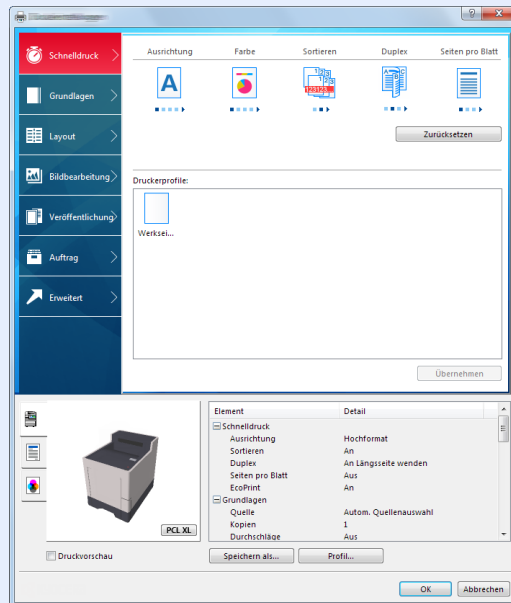 Schnelldruck
Grundlagen
Layout
Bildbearbeitung
Veröffentlichung
Auftrag
Erweitert
Ausrichtung Farbe Sortieren Duplex Seiten pro Blatt
A
123
123123...
A B C
Zurücksetzen
Druckerprofile:
Werksei...
Übernehmen
PCL XL
Druckvorschau
Element Detail
Schnelldruck
Ausrichtung Hochformat
Sortieren An
Duplex An Längsseite wenden
Seiten pro Blatt Aus
EcoPrint An
Grundlagen
Quelle Autom. Quellenauswahl
Kopien 1
Durchschläge Aus
Speichern als... Profil...
OK Abbrechen